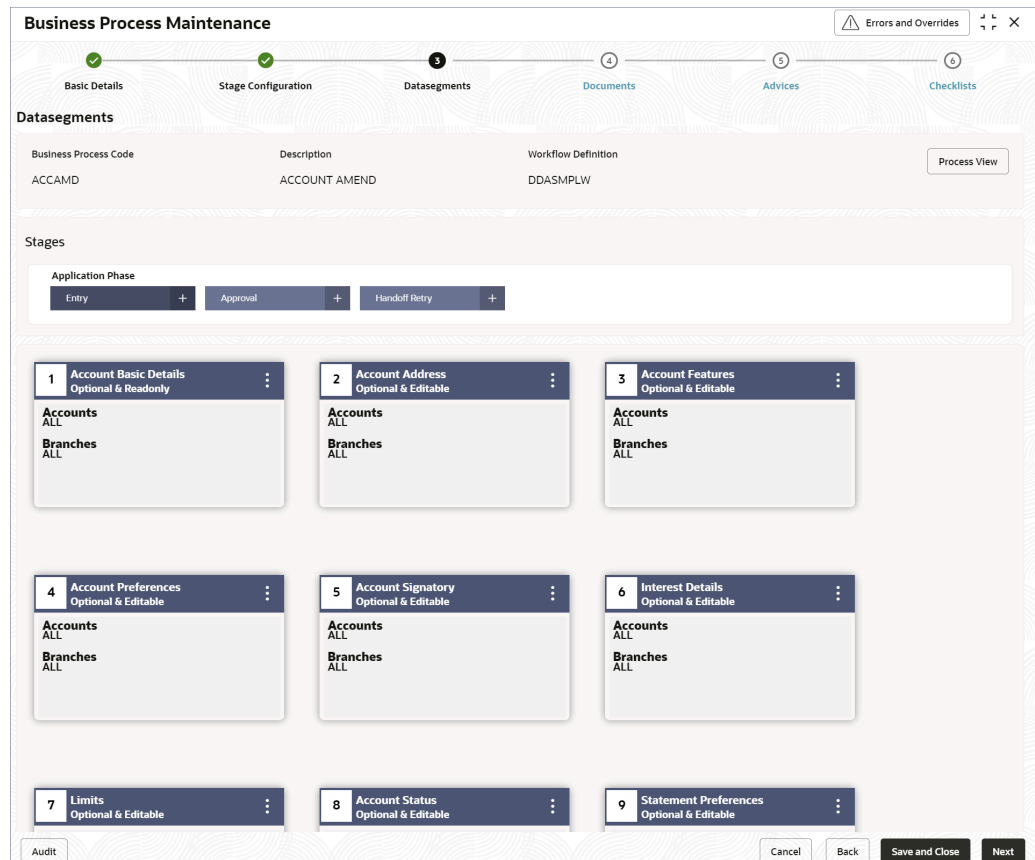 Business Process Maintenance
Errors and Overrides
3 4 5 6
Basic Details Stage Configuration Datasegments Documents Advices Checklists
Datasegments
Business Process Code Description Workflow Definition
Process View
ACCAMD ACCOUNT AMEND DDASMPLW
Stages
Application Phase
Entry + Approval + Handoff Retry +
1 Account Basic Details
Optional & Readonly
Accounts
ALL
Branches
ALL
2 Account Address
Optional & Editable
Accounts
ALL
Branches
ALL
3 Account Features
Optional & Editable
Accounts
ALL
Branches
ALL
4 Account Preferences
Optional & Editable
Accounts
ALL
Branches
ALL
5 Account Signatory
Optional & Editable
Accounts
ALL
Branches
ALL
6 Interest Details
Optional & Editable
Accounts
ALL
Branches
ALL
7 Limits
Optional & Editable
8 Account Status
Optional & Editable
9 Statement Preferences
Optional & Editable
Audit Cancel Back Save and Close Next